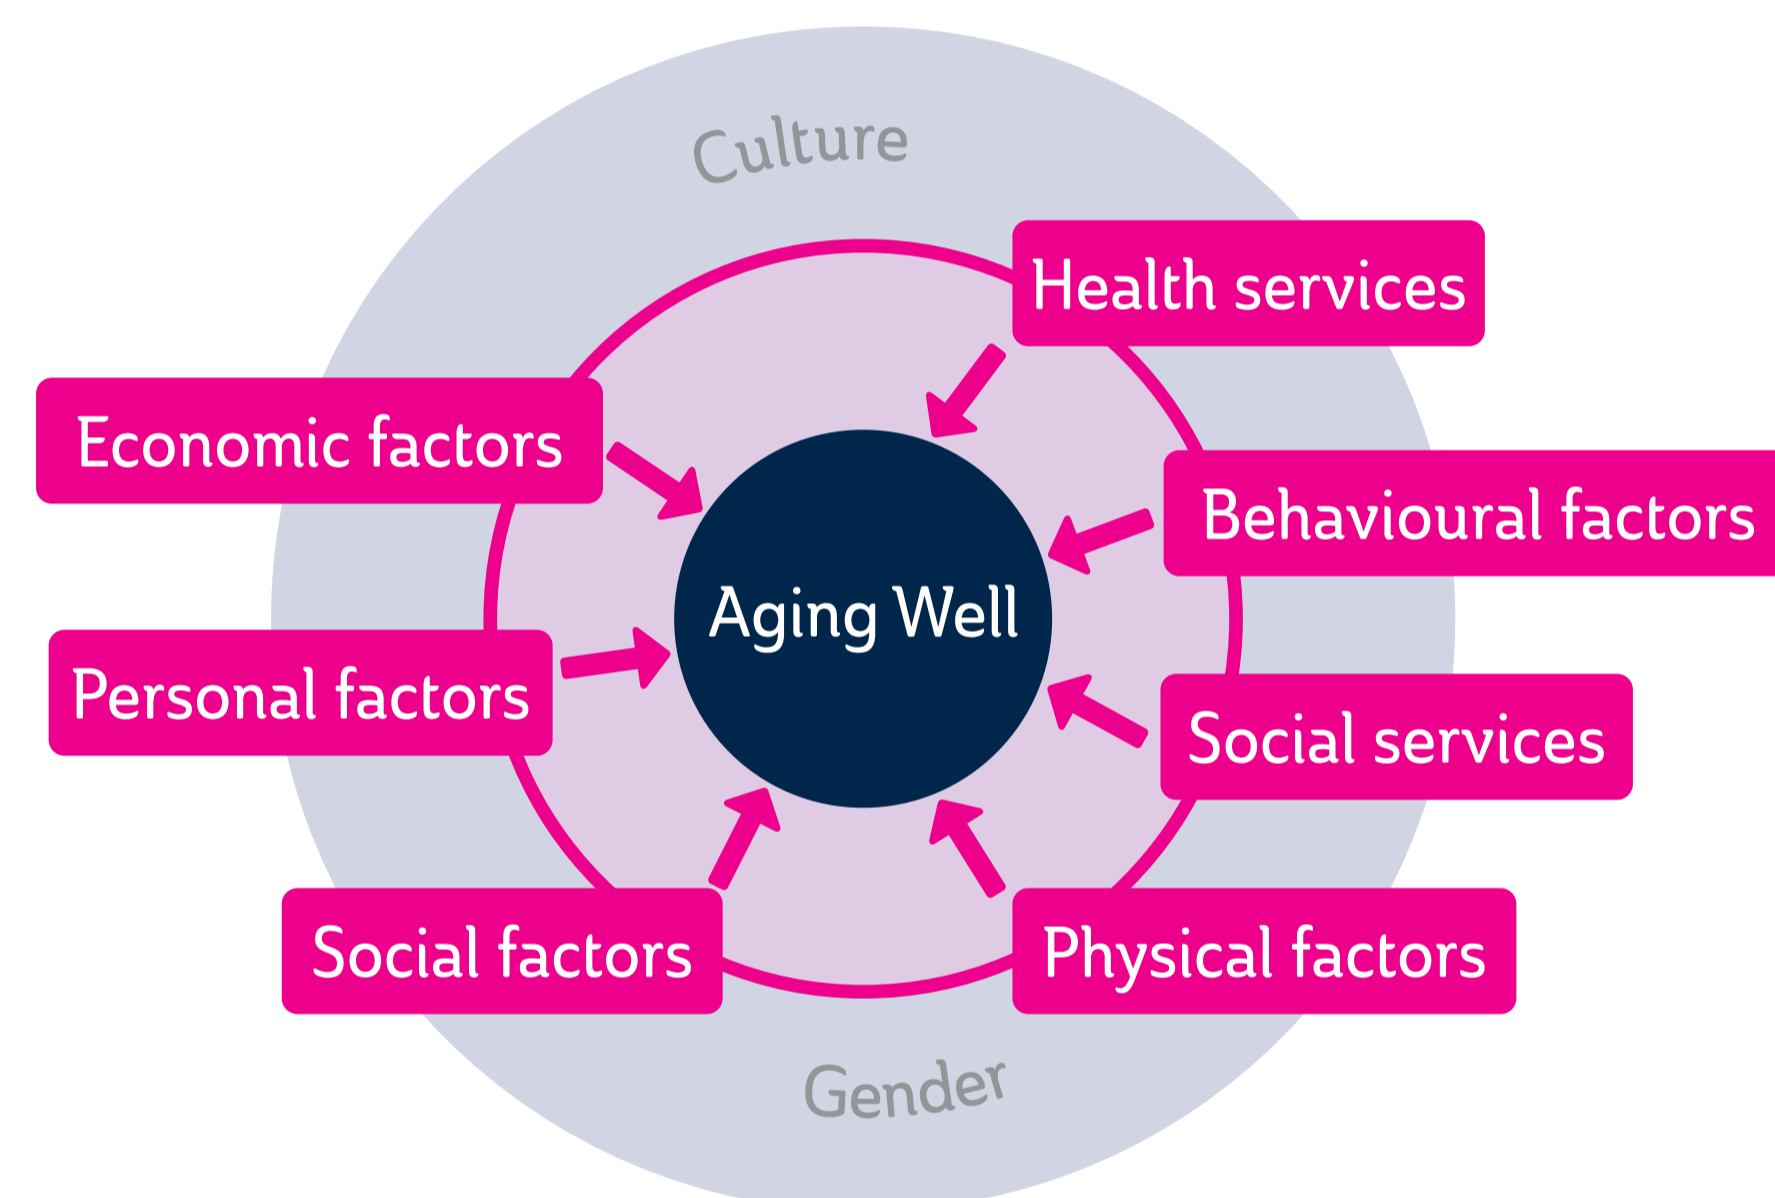 Culture
Health services
Economic factors
Behavioural factors
Aging Well
Personal factors
Social services
Social factors
Physical factors
Gender